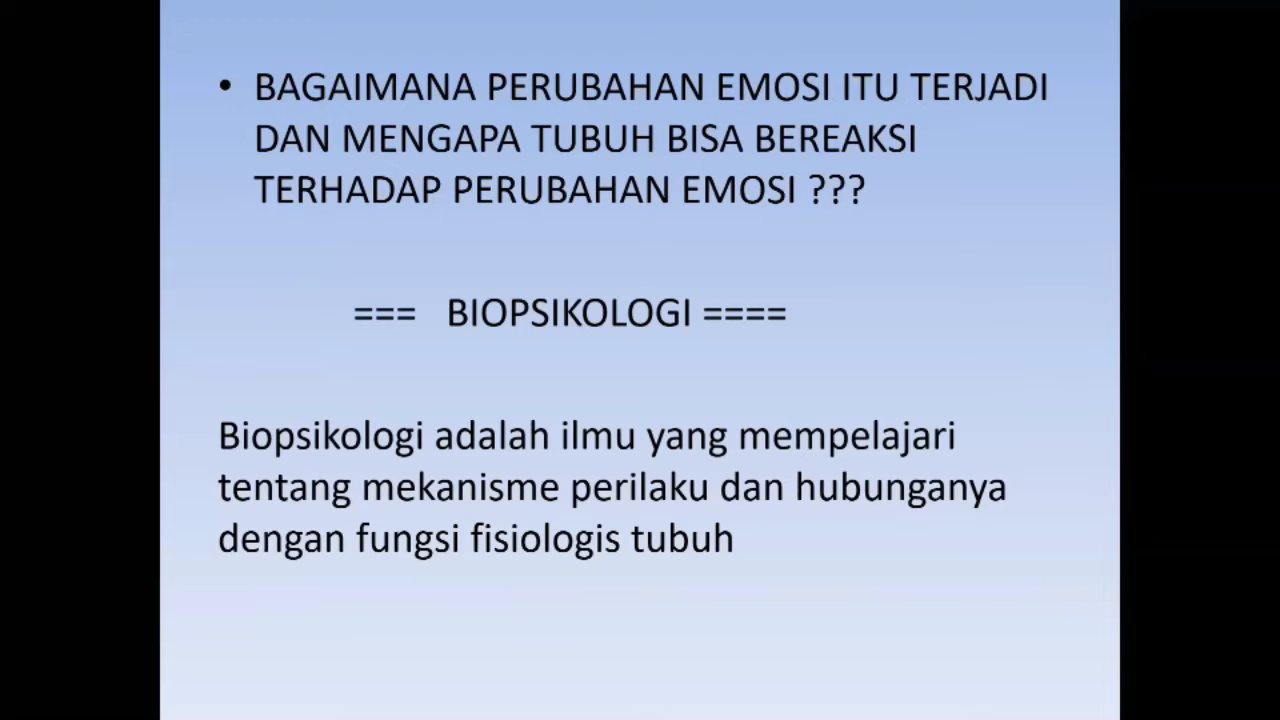 • BAGAIMANA PERUBAHAN EMOSI ITU TERJADI
DAN MENGAPA TUBUH BISA BEREAKSI
TERHADAP PERUBAHAN EMOSI ???
=== BIOPSIKOLOGI ====
Biopsikologi adalah ilmu yang mempelajari
tentang mekanisme perilaku dan hubunganya
dengan fungsi fisiologis tubuh